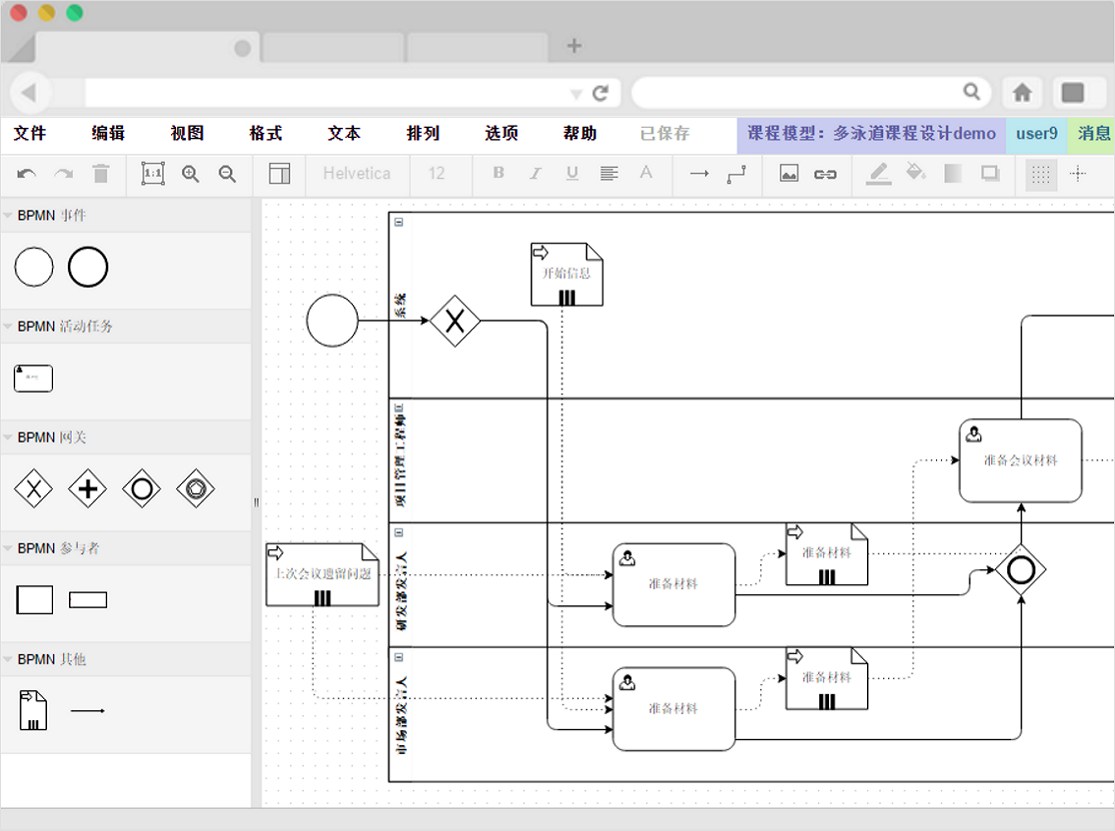 文件 编辑 视图 格式 文本 排列 选项 帮助 已保存 课程模型：多泳道课程设计demo user9 消息
1:1 Helvetica 12 B I U A
BPMN 事件
BPMN 活动任务
BPMN 网关
BPMN 参与者
BPMN 其他
系统
开始信息
项目管理工程师
准备会议材料
研发部发言人
上次会议遗留问题
准备材料
准备材料
市场部发言人
准备材料
准备材料